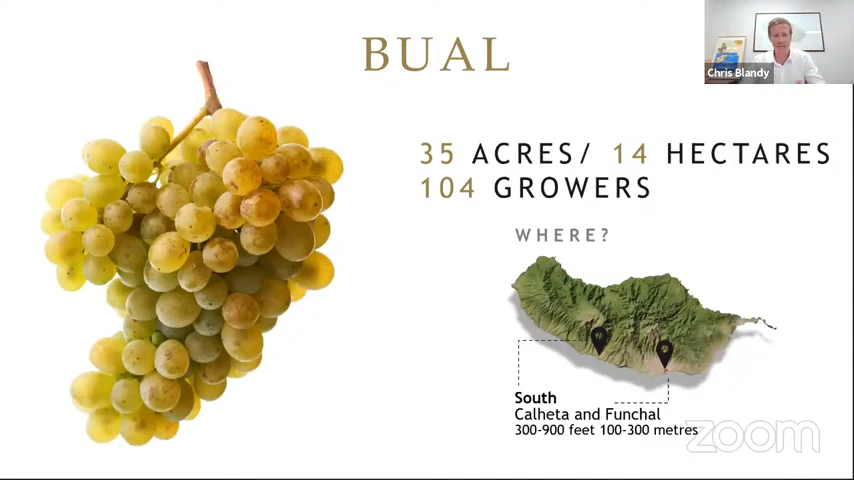 BUAL
Chris Blandy
35 ACRES/ 14 HECTARES
104 GROWERS
WHERE?
South
Calheta and Funchal
300-900 feet 100-300 metres
zoom